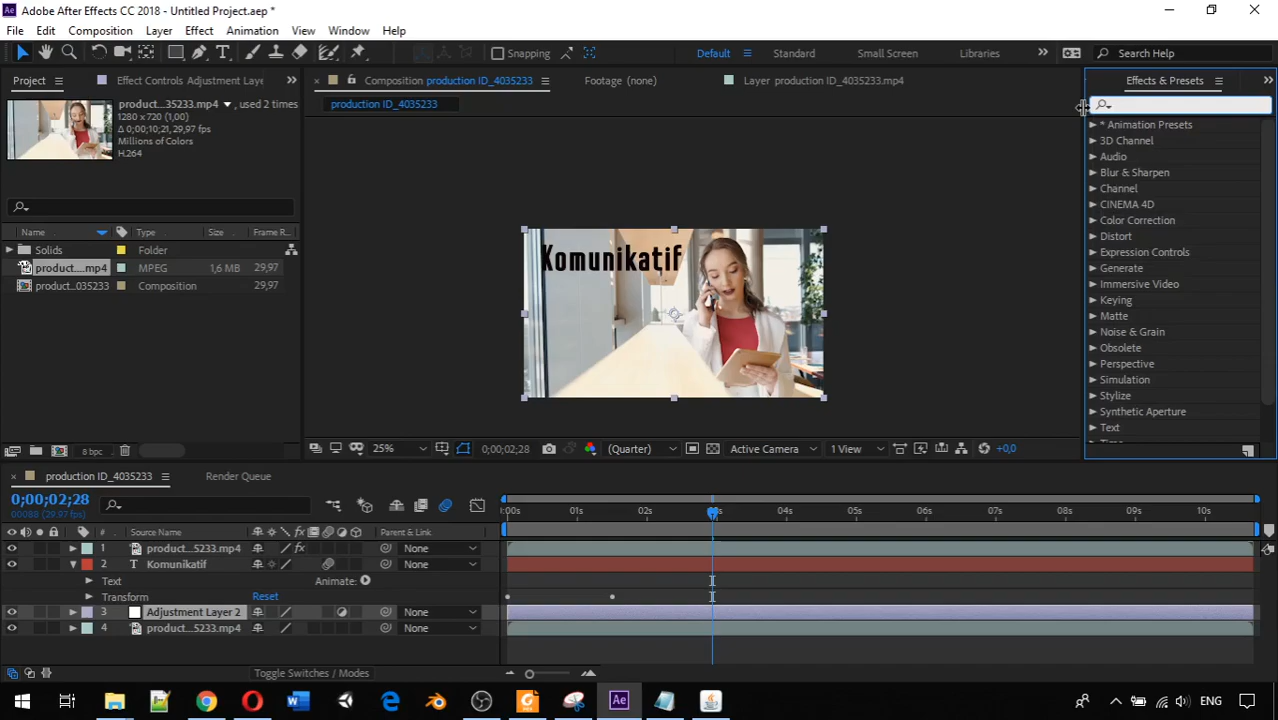 Adobe After Effects CC 2018 - Untitled Project.aep *
File Edit Composition Layer Effect Animation View Window Help
Snapping Default Standard Small Screen Libraries Search Help
Project Effect Controls Adjustment Laye Composition production ID_4035233 Footage (none) Layer production ID_4035233.mp4 Effects & Presets
product...35233.mp4 , used 2 times
1280 x 720 (1,00)
Δ 0;00;10;21, 29,97 fps
Millions of Colors
H.264
production ID_4035233
* Animation Presets
3D Channel
Audio
Blur & Sharpen
Channel
CINEMA 4D
Color Correction
Distort
Expression Controls
Generate
Immersive Video
Keying
Matte
Noise & Grain
Obsolete
Perspective
Simulation
Stylize
Synthetic Aperture
Text
Name Type Size Frame R...
Solids Folder
product....mp4 MPEG 1,6 MB 29,97
product...035233 Composition 29,97
Komunikatif
8 bpc 25% 0;00;02;28 (Quarter) Active Camera 1 View +0,0
production ID_4035233 Render Queue
0;00;02;28
00088 (29.97 fps)
:00s 01s 02s 03s 04s 05s 06s 07s 08s 09s 10s
# Source Name Parent & Link
1 product...5233.mp4 fx None
2 T Komunikatif None
Text Animate:
Transform Reset
3 Adjustment Layer 2 None
4 product...5233.mp4 None
Toggle Switches / Modes
ENG